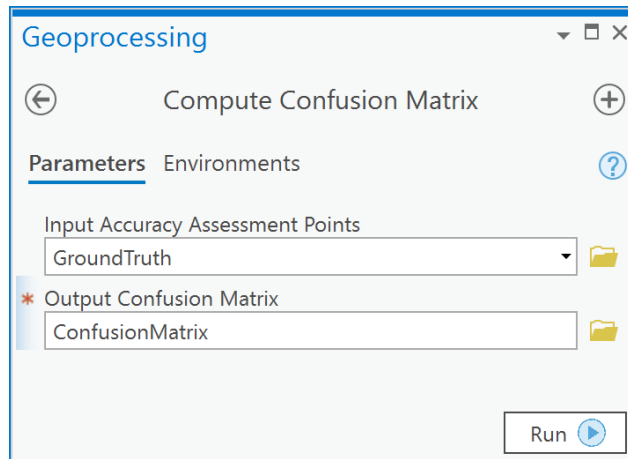 Geoprocessing
Compute Confusion Matrix
Parameters Environments
?
Input Accuracy Assessment Points
GroundTruth
* Output Confusion Matrix
ConfusionMatrix
Run